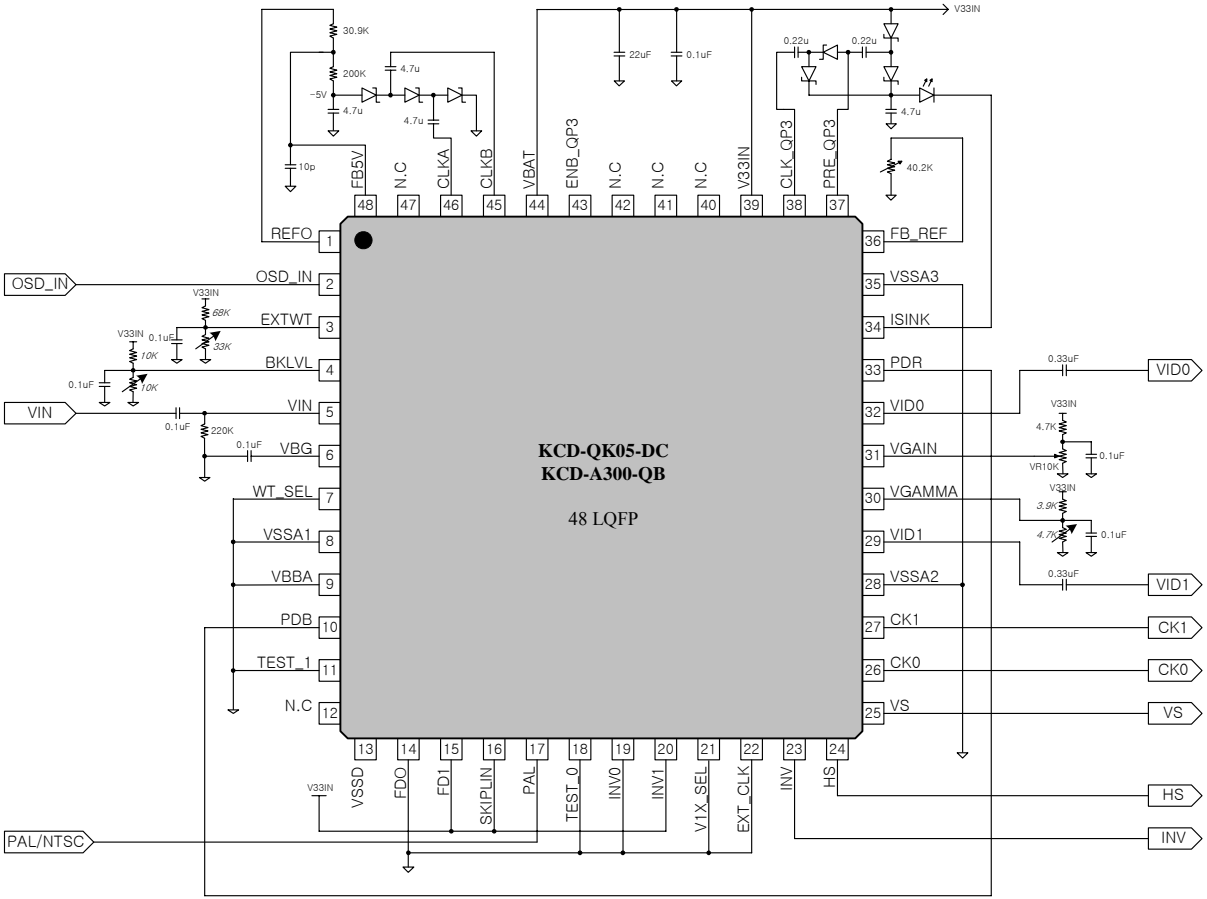 V33IN
30.9K
200K
-5V
4.7u
4.7u
4.7u
10p
22uF
0.1uF
0.22u
0.22u
4.7u
40.2K
FB5V
N.C
CLKA
CLKB
VBAT
ENB_QP3
N.C
N.C
N.C
V33IN
CLK_QP3
PRE_QP3
48
47
46
45
44
43
42
41
40
39
38
37
REFO
1
OSD_IN
OSD_IN
2
V33IN
68K
EXTWT
3
0.1uF
33K
V33IN
10K
BKLVL
4
0.1uF
10K
VIN
VIN
5
0.1uF
220K
0.1uF
VBG
6
WT_SEL
7
VSSA1
8
VBBA
9
PDB
10
TEST_1
11
N.C
12
KCD-QK05-DC
KCD-A300-QB
48 LQFP
36
FB_REF
35
VSSA3
34
ISINK
33
PDR
0.33uF
VID0
32
VID0
V33IN
4.7K
31
VGAIN
VR10K
0.1uF
V33IN
30
VGAMMA
3.9K
4.7K
0.1uF
29
VID1
0.33uF
VID1
28
VSSA2
27
CK1
CK1
26
CK0
CK0
25
VS
VS
13
14
15
16
17
18
19
20
21
22
23
24
VSSD
FDO
FD1
SKIPLIN
PAL
TEST_0
INV0
INV1
V1X_SEL
EXT_CLK
INV
HS
V33IN
HS
PAL/NTSC
INV